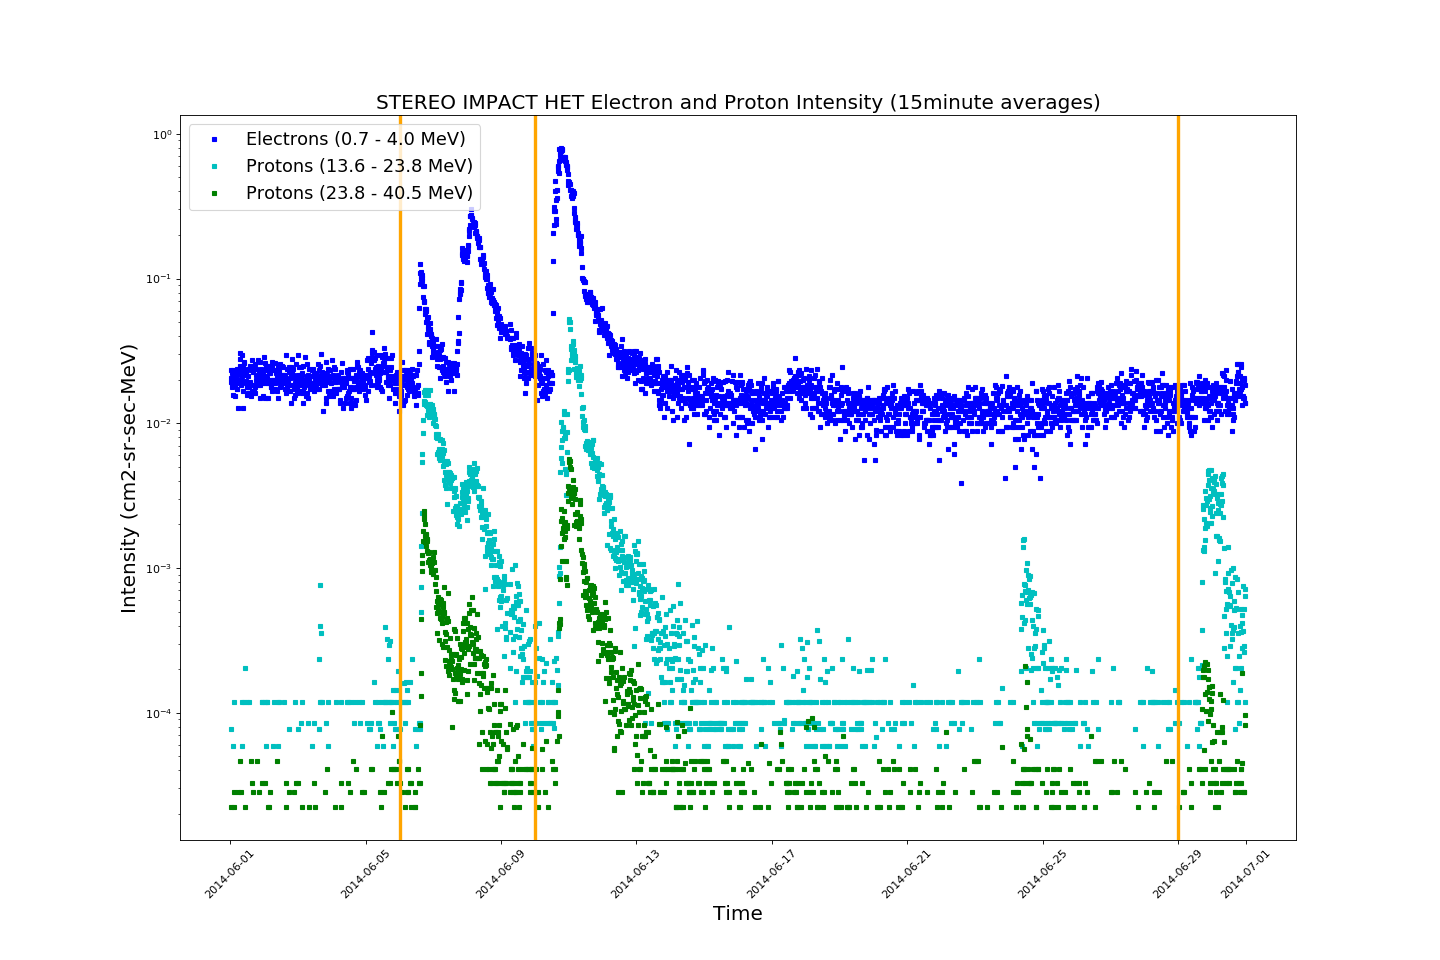 STEREO IMPACT HET Electron and Proton Intensity (15minute averages)
Electrons (0.7 - 4.0 MeV)
Protons (13.6 - 23.8 MeV)
Protons (23.8 - 40.5 MeV)
Intensity (cm2-sr-sec-MeV)
10⁰
10⁻¹
10⁻²
10⁻³
10⁻⁴
2014-06-01
2014-06-05
2014-06-09
2014-06-13
2014-06-17
2014-06-21
2014-06-25
2014-06-29
2014-07-01
Time